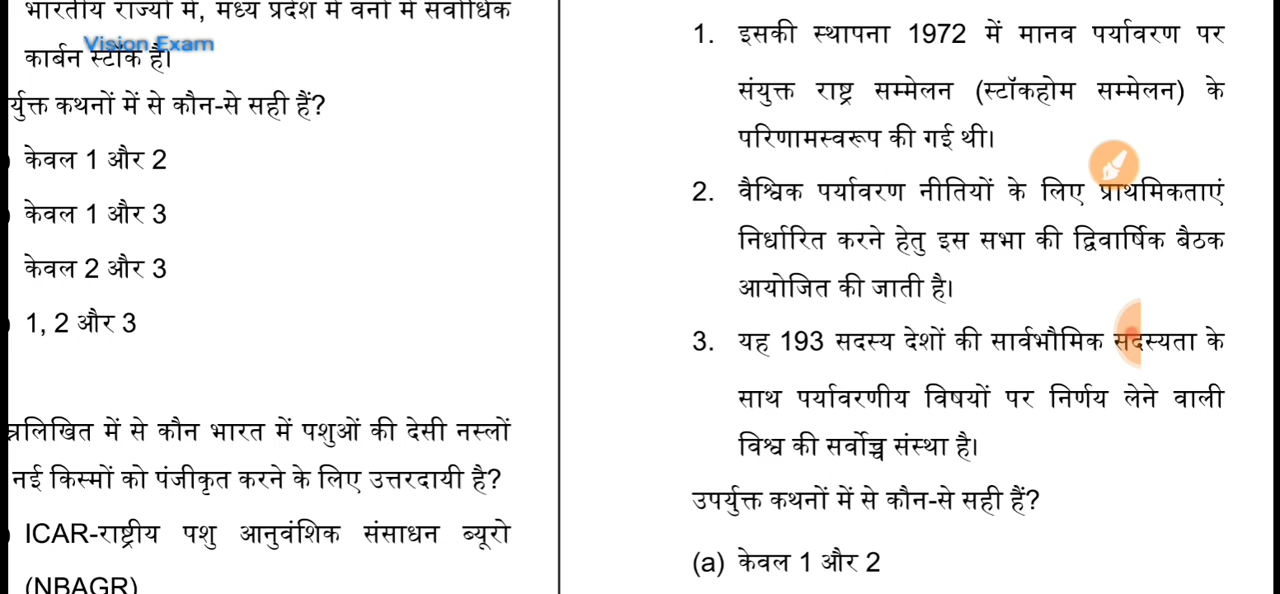 भारतीय राज्यों में, मध्य प्रदेश में वनों में सर्वाधिक
कार्बन स्टॉक है।
Vision Exam
र्युक्त कथनों में से कौन-से सही हैं?
केवल 1 और 2
केवल 1 और 3
केवल 2 और 3
1, 2 और 3
लिखित में से कौन भारत में पशुओं की देसी नस्लों
नई किस्मों को पंजीकृत करने के लिए उत्तरदायी है?
ICAR-राष्ट्रीय पशु आनुवंशिक संसाधन ब्यूरो
(NBAGR)
1. इसकी स्थापना 1972 में मानव पर्यावरण पर
संयुक्त राष्ट्र सम्मेलन (स्टॉकहोम सम्मेलन) के
परिणामस्वरूप की गई थी।
2. वैश्विक पर्यावरण नीतियों के लिए प्राथमिकताएं
निर्धारित करने हेतु इस सभा की द्विवार्षिक बैठक
आयोजित की जाती है।
3. यह 193 सदस्य देशों की सार्वभौमिक सदस्यता के
साथ पर्यावरणीय विषयों पर निर्णय लेने वाली
विश्व की सर्वोच्च संस्था है।
उपर्युक्त कथनों में से कौन-से सही हैं?
(a) केवल 1 और 2